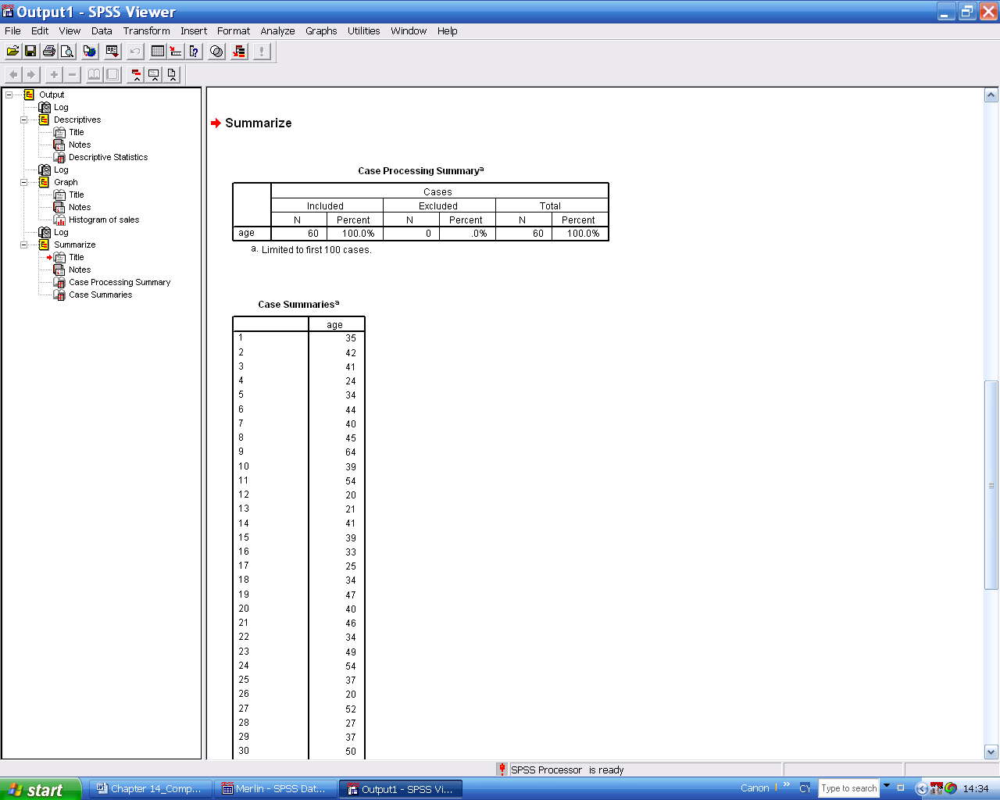 Output1 - SPSS Viewer
File Edit View Data Transform Insert Format Analyze Graphs Utilities Window Help
Output
Log
Descriptives
Title
Notes
Descriptive Statistics
Log
Graph
Title
Notes
Histogram of sales
Log
Summarize
Title
Notes
Case Processing Summary
Case Summaries
Summarize
Case Processing Summary a
Cases
Included Excluded Total
N Percent N Percent N Percent
age 60 100.0% 0 .0% 60 100.0%
a. Limited to first 100 cases.
Case Summaries a
age
1 35
2 42
3 41
4 24
5 34
6 44
7 40
8 45
9 64
10 39
11 54
12 20
13 21
14 41
15 39
16 33
17 25
18 34
19 47
20 40
21 46
22 34
23 49
24 54
25 37
26 20
27 52
28 27
29 37
30 50
SPSS Processor is ready
start Chapter 14_Comp... Merlin - SPSS Dat... Output1 - SPSS Vi... Canon CY Type to search 14:34